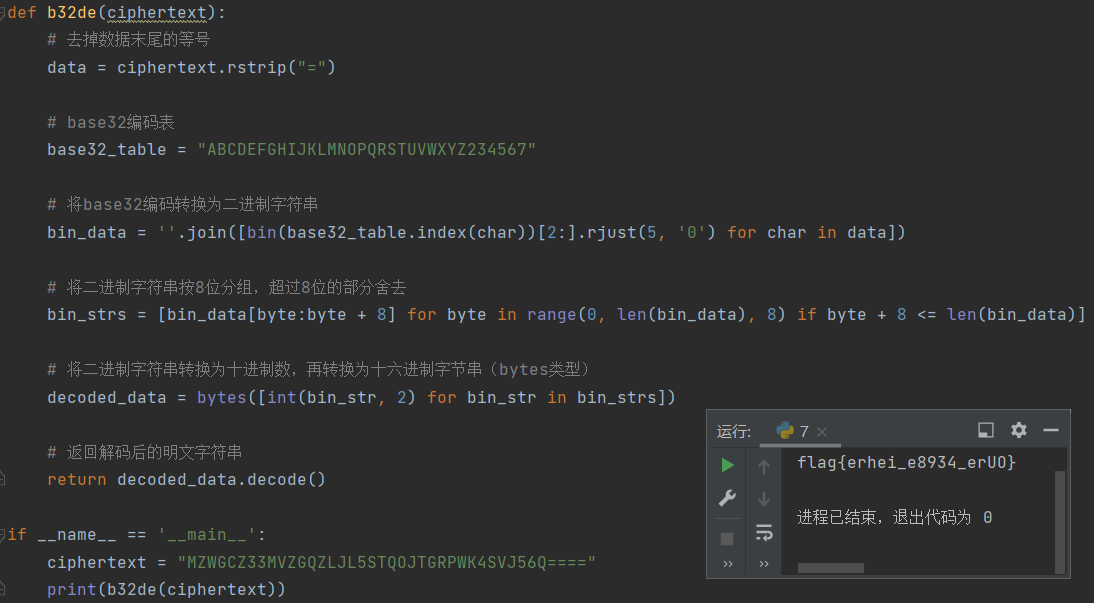 def b32de(ciphertext):
    # 去掉数据末尾的等号
    data = ciphertext.rstrip("=")
    # base32编码表
    base32_table = "ABCDEFGHIJKLMNOPQRSTUVWXYZ234567"
    # 将base32编码转换为二进制字符串
    bin_data = ''.join([bin(base32_table.index(char))[2:].rjust(5, '0') for char in data])
    # 将二进制字符串按8位分组，超过8位的部分舍去
    bin_strs = [bin_data[byte:byte + 8] for byte in range(0, len(bin_data), 8) if byte + 8 <= len(bin_data)]
    # 将二进制字符串转换为十进制数，再转换为十六进制字节串（bytes类型）
    decoded_data = bytes([int(bin_str, 2) for bin_str in bin_strs])
    # 返回解码后的明文字符串
    return decoded_data.decode()
if __name__ == '__main__':
    ciphertext = "MZWGCZ33MVZGQZLJL5STQOJTGRPWK4SVJ56Q===="
    print(b32de(ciphertext))
运行: 7
flag{erhei_e8934_erUO}
进程已结束，退出代码为 0